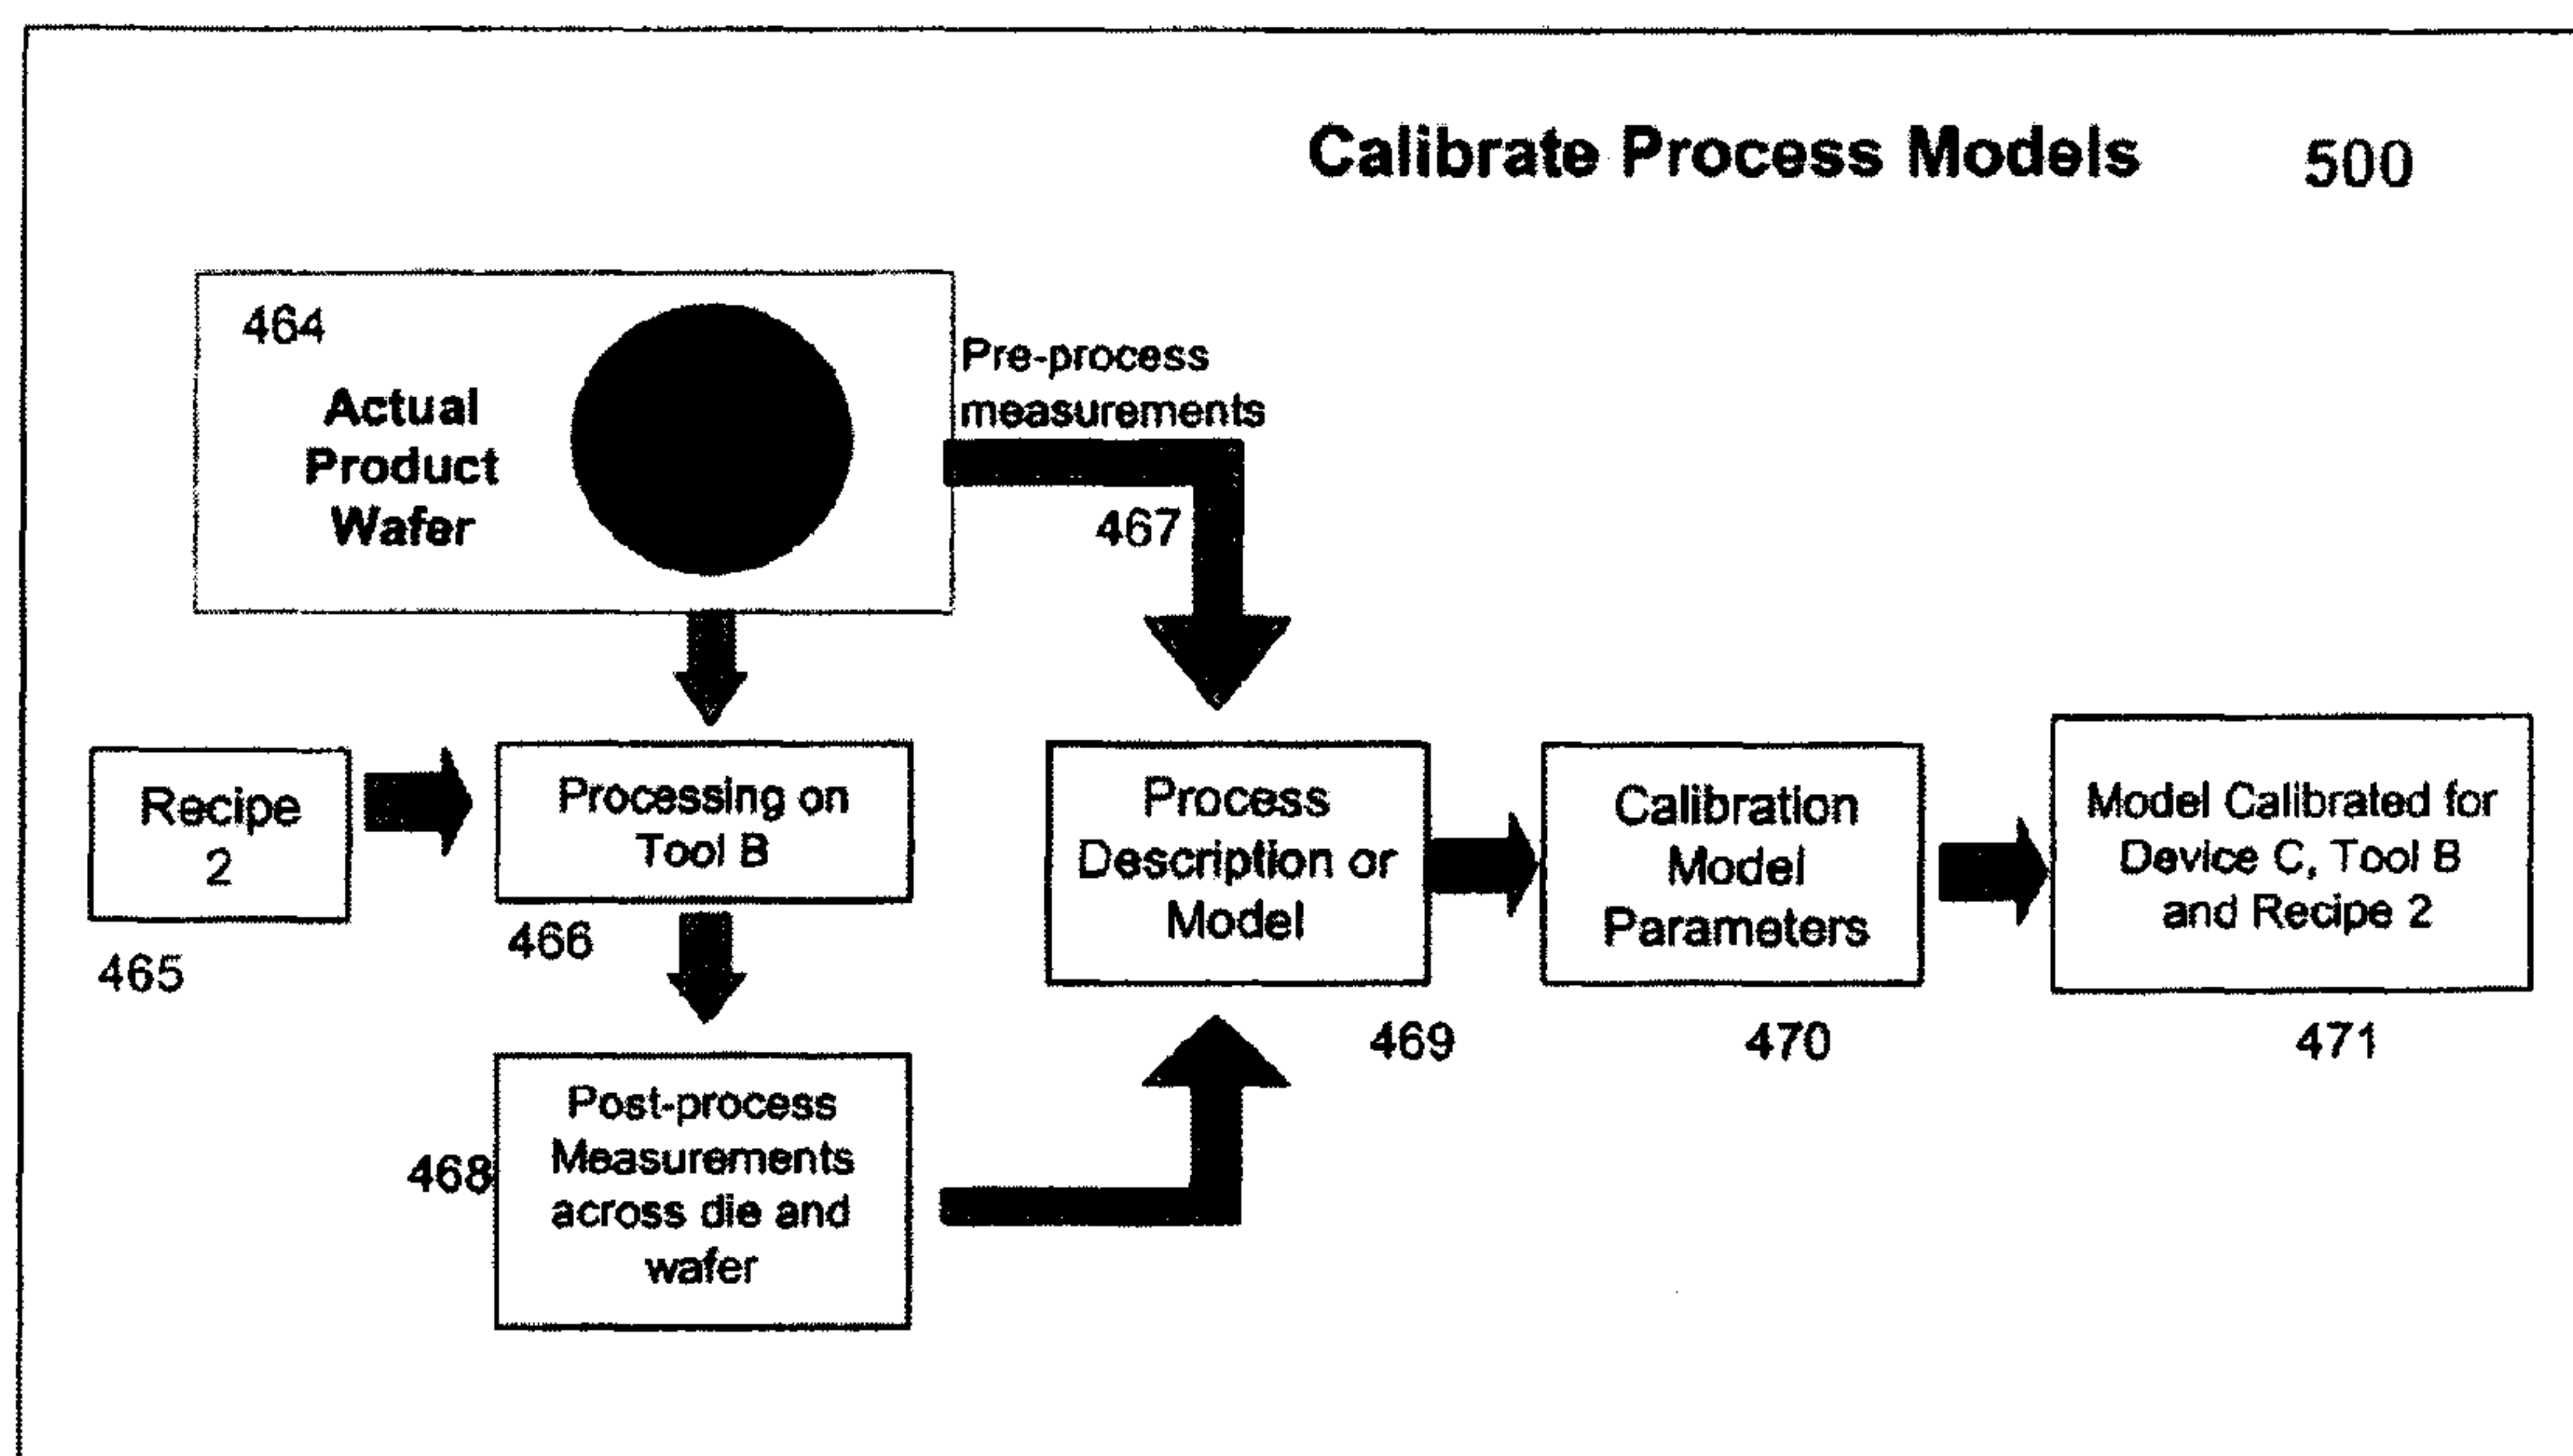 Calibrate Process Models 500
464
Actual
Product
Wafer
Pre-process
measurements
467
Recipe
2
465
Processing on
Tool B
466
Post-process
Measurements
across die and
wafer
468
Process
Description or
Model
469
Calibration
Model
Parameters
470
Model Calibrated for
Device C, Tool B
and Recipe 2
471